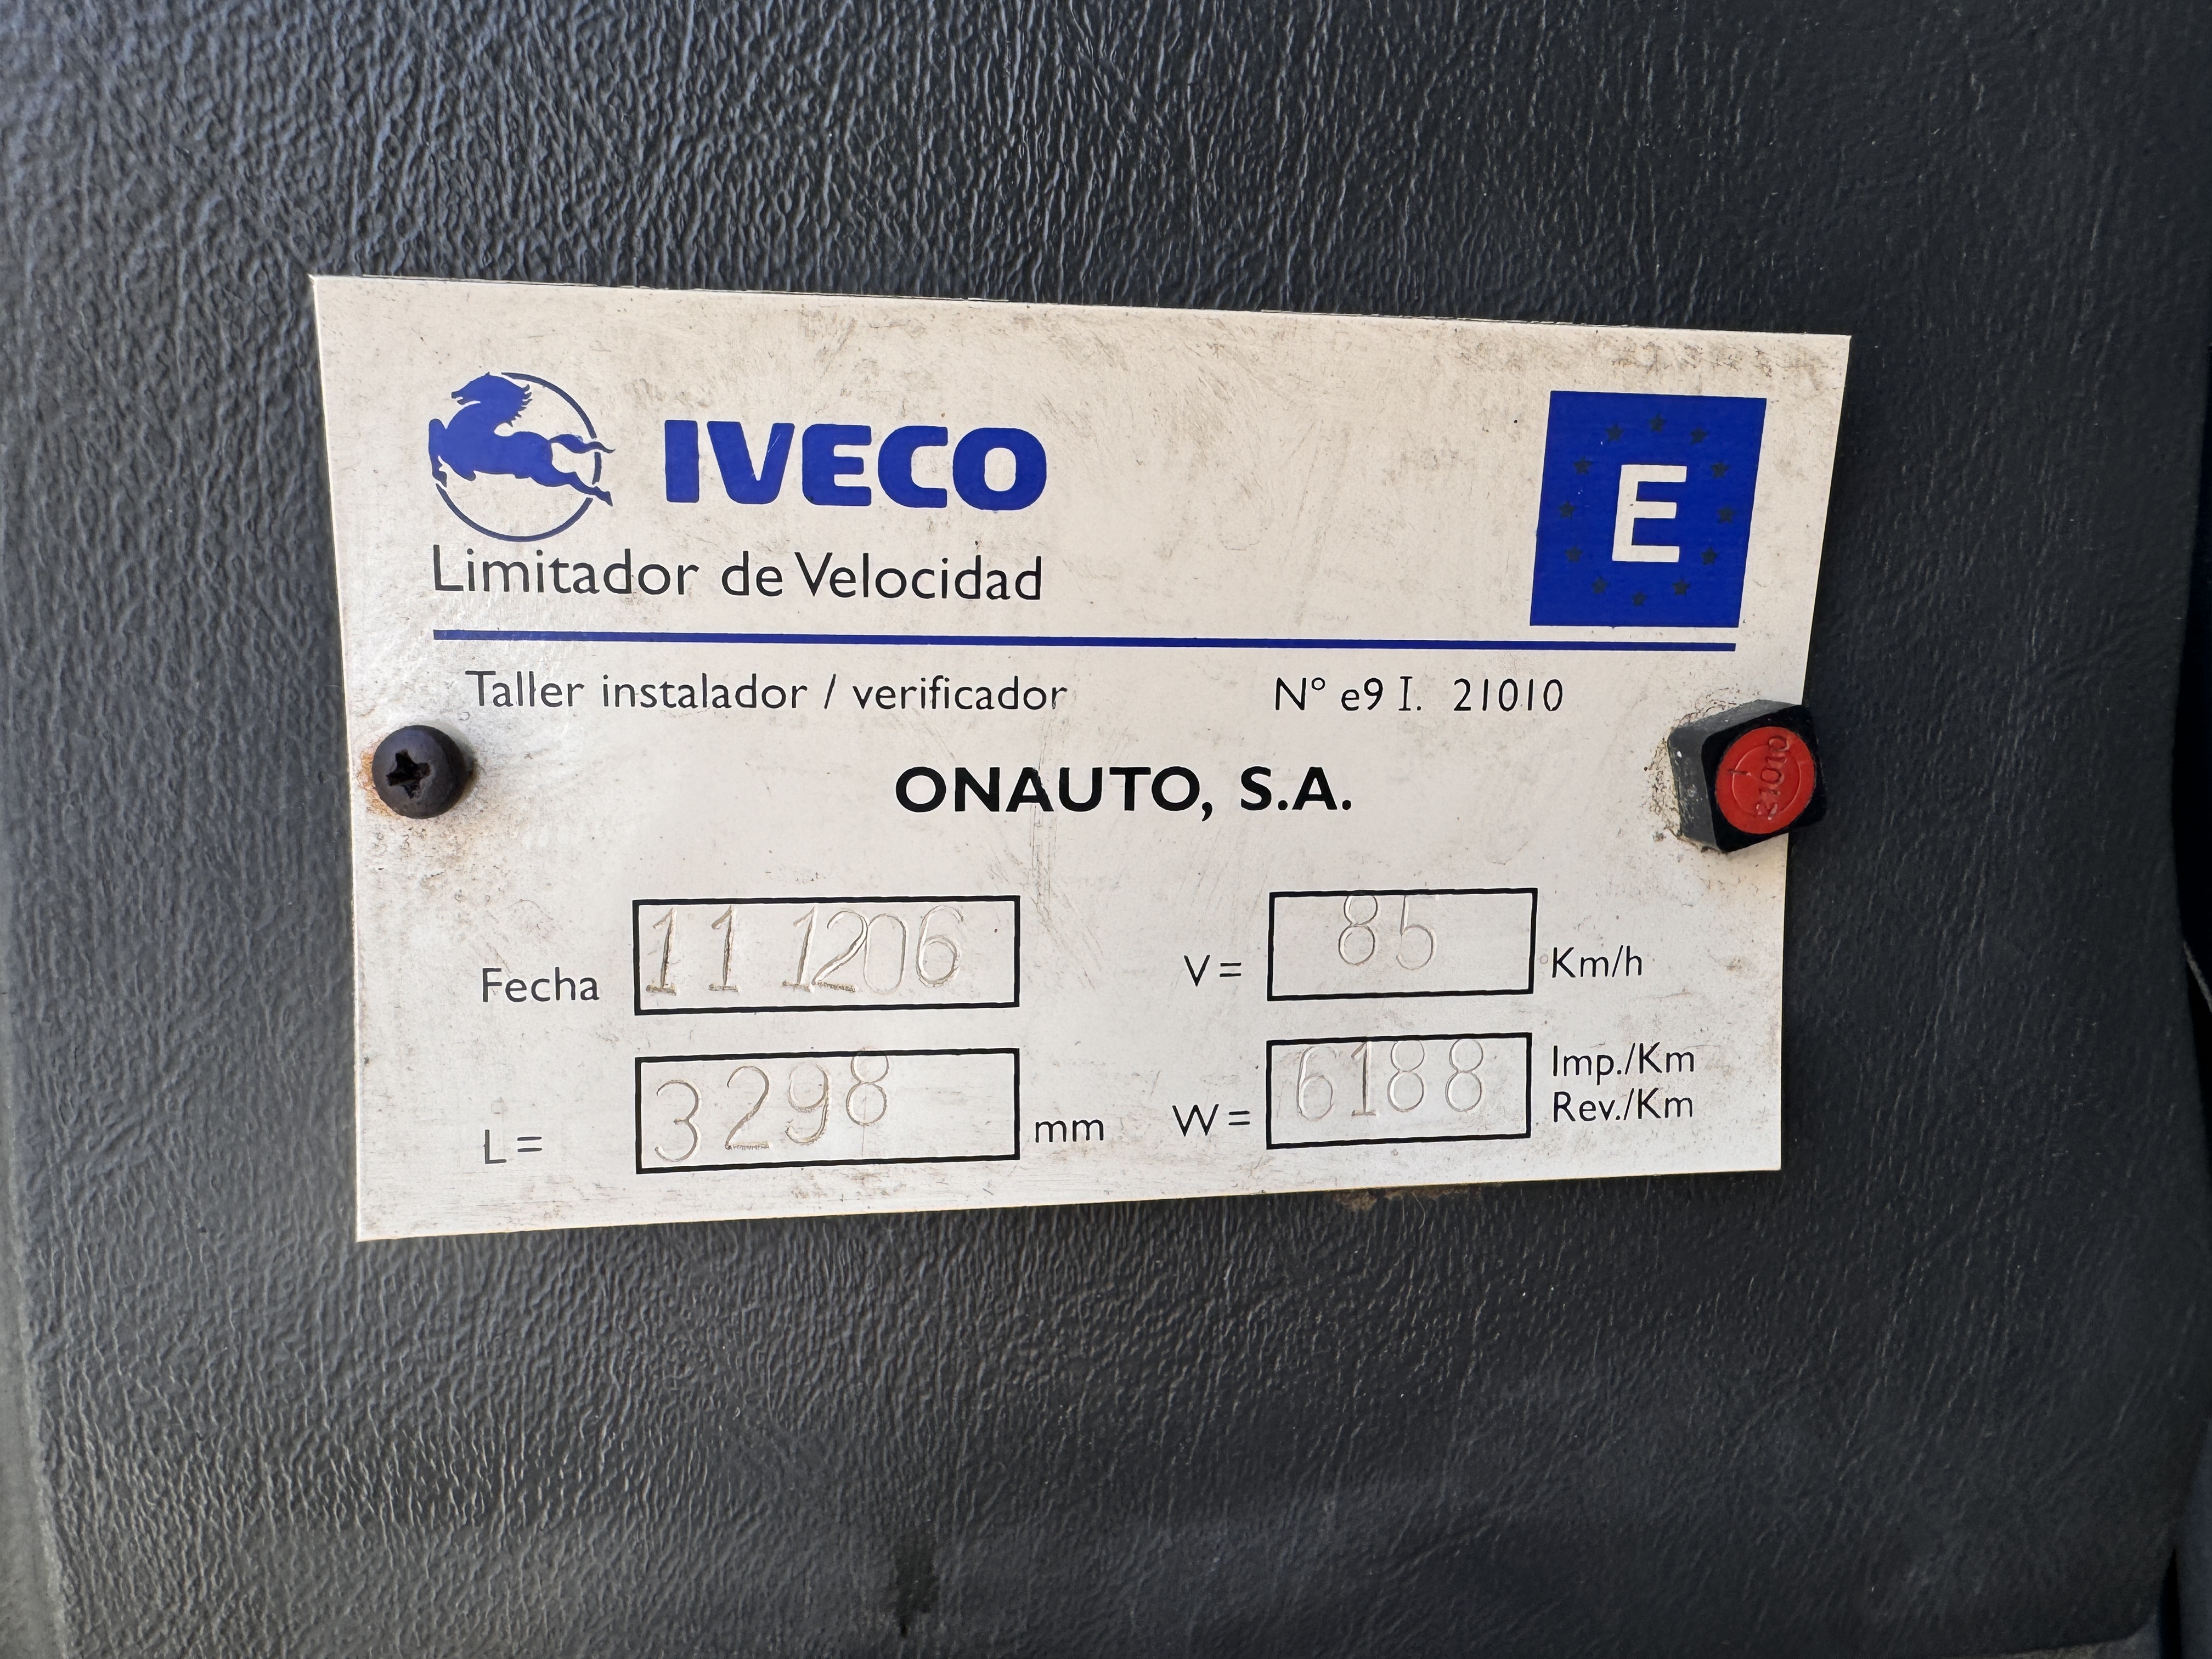 IVECO
E
Limitador de Velocidad
Taller instalador / verificador Nº e9 I. 21010
ONAUTO, S.A.
21010
Fecha 11 1206 V = 85 Km/h
L = 3298 mm W = 6188 Imp./Km
Rev./Km